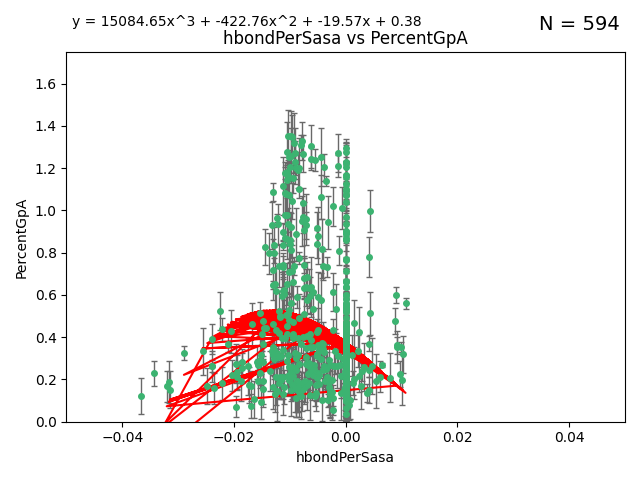 y = 15084.65x^3 + -422.76x^2 + -19.57x + 0.38
N = 594
hbondPerSasa vs PercentGpA
1.6
1.4
1.2
1.0
0.8
0.6
0.4
0.2
0.0
PercentGpA
−0.04 −0.02 0.00 0.02 0.04
hbondPerSasa